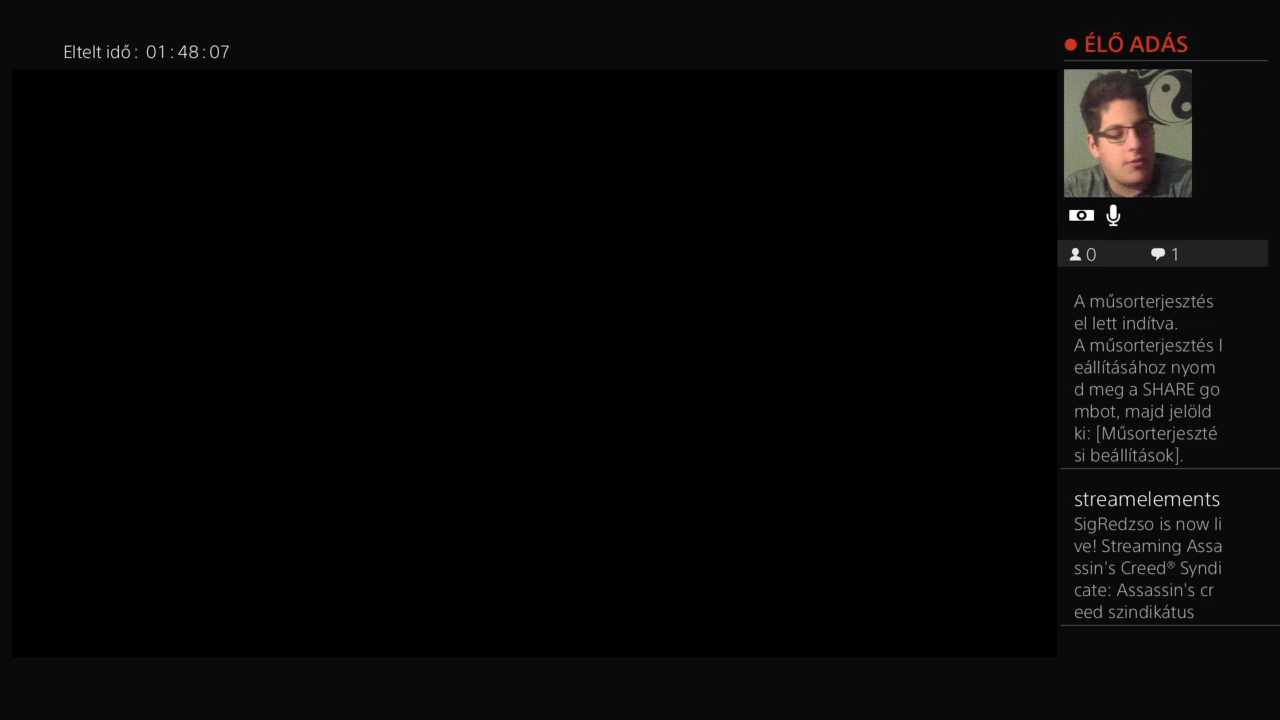 Eltelt idő : 01 : 48 : 07
ÉLŐ ADÁS
0 1
A műsorterjesztés
el lett indítva.
A műsorterjesztés l
eállításához nyom
d meg a SHARE go
mbot, majd jelöld
ki: [Műsorterjeszté
si beállítások].
streamelements
SigRedzso is now li
ve! Streaming Assa
ssin's Creed® Syndi
cate: Assassin's cr
eed szindikátus